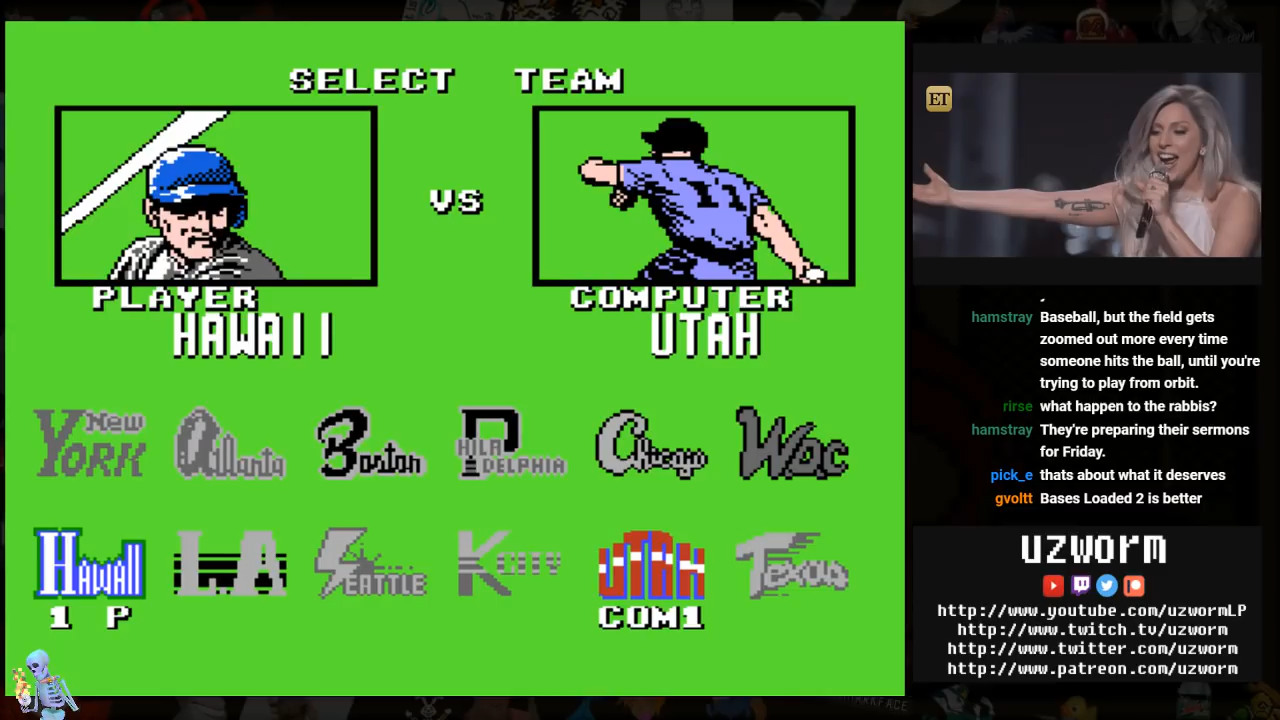 SELECT TEAM
VS
11
PLAYER
HAWAII
COMPUTER
UTAH
NEW YORK
Atlanta
Boston
PHILADELPHIA
Chicago
HAWAII
LA
SEATTLE
K CITY
UTAH
Texas
1 P
COM1
ET
hamstray Baseball, but the field gets
zoomed out more every time
someone hits the ball, until you're
trying to play from orbit.
rirse what happen to the rabbis?
hamstray They're preparing their sermons
for Friday.
pick_e thats about what it deserves
gvoltt Bases Loaded 2 is better
uzworm
http://www.youtube.com/uzwormLP
http://www.twitch.tv/uzworm
http://www.twitter.com/uzworm
http://www.patreon.com/uzworm